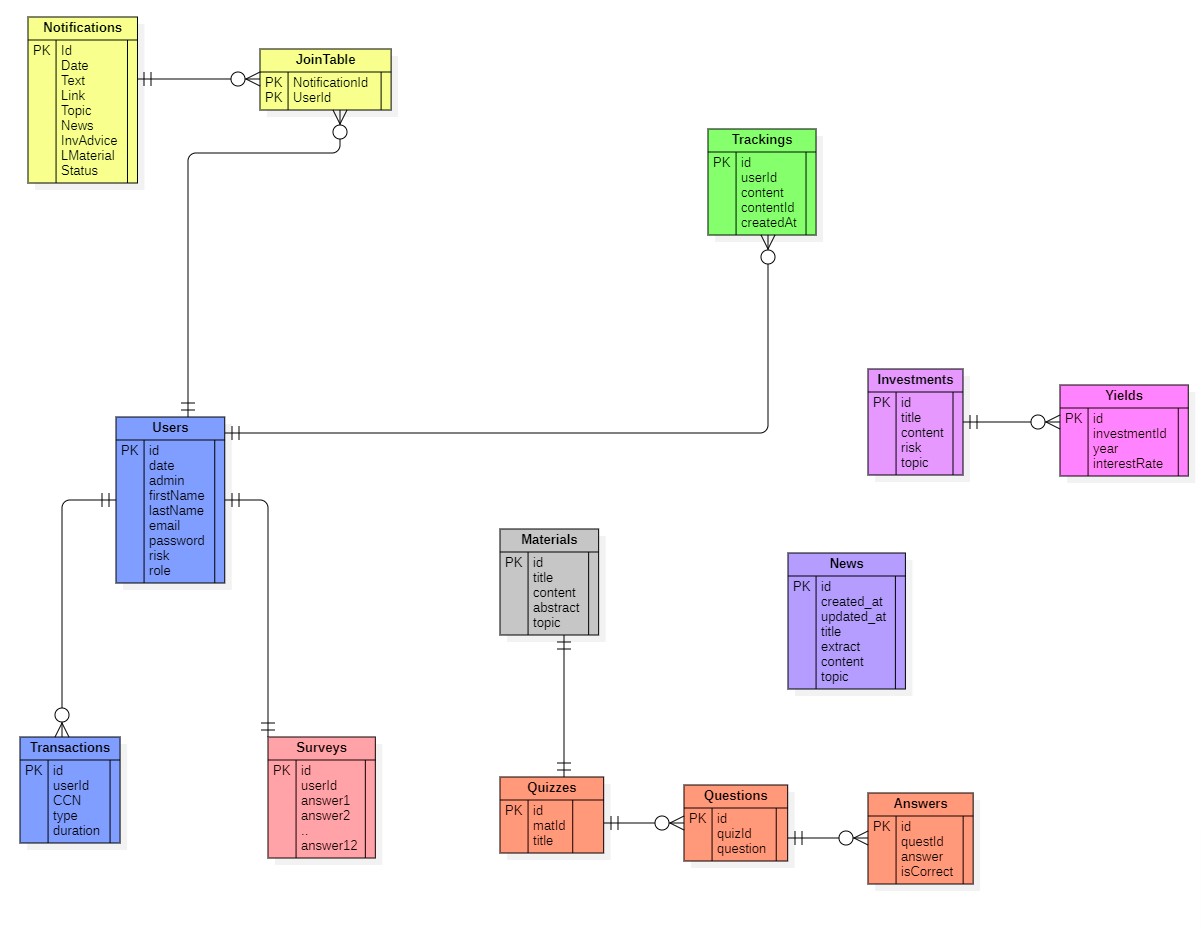 Notifications
PK Id
Date
Text
Link
Topic
News
InvAdvice
LMaterial
Status
JoinTable
PK NotificationId
PK UserId
Trackings
PK id
userId
content
contentId
createdAt
Investments
PK id
title
content
risk
topic
Yields
PK id
investmentId
year
interestRate
Users
PK id
date
admin
firstName
lastName
email
password
risk
role
Materials
PK id
title
content
abstract
topic
News
PK id
created_at
updated_at
title
extract
content
topic
Transactions
PK id
userId
CCN
type
duration
Surveys
PK id
userId
answer1
answer2
..
answer12
Quizzes
PK id
matId
title
Questions
PK id
quizId
question
Answers
PK id
questId
answer
isCorrect